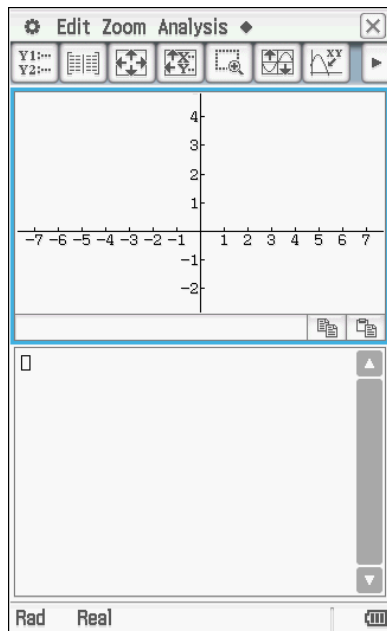 Edit Zoom Analysis ◆
Y1:…
Y2:…
X
Y
XY
4
3
2
1
-7 -6 -5 -4 -3 -2 -1 1 2 3 4 5 6 7
-1
-2
Rad Real